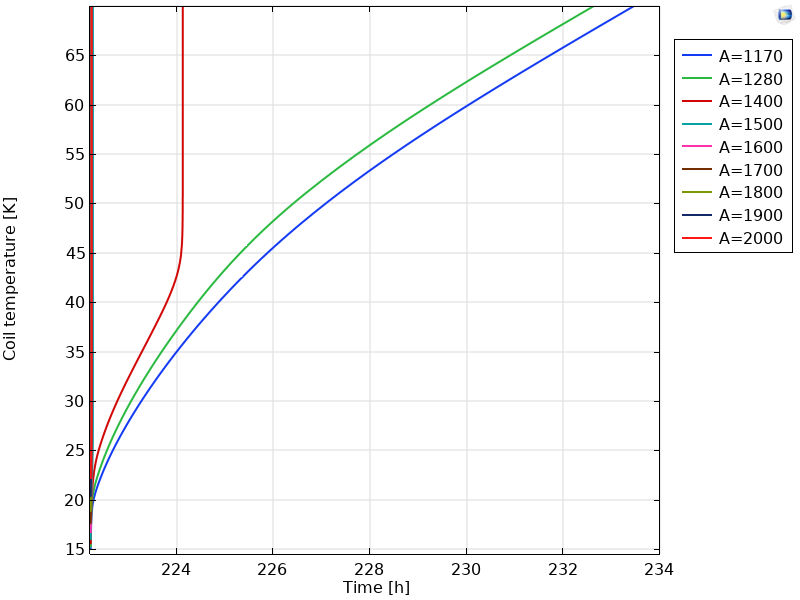 65
60
55
50
45
40
35
30
25
20
15
Coil temperature [K]
224 226 228 230 232 234
Time [h]
A=1170
A=1280
A=1400
A=1500
A=1600
A=1700
A=1800
A=1900
A=2000